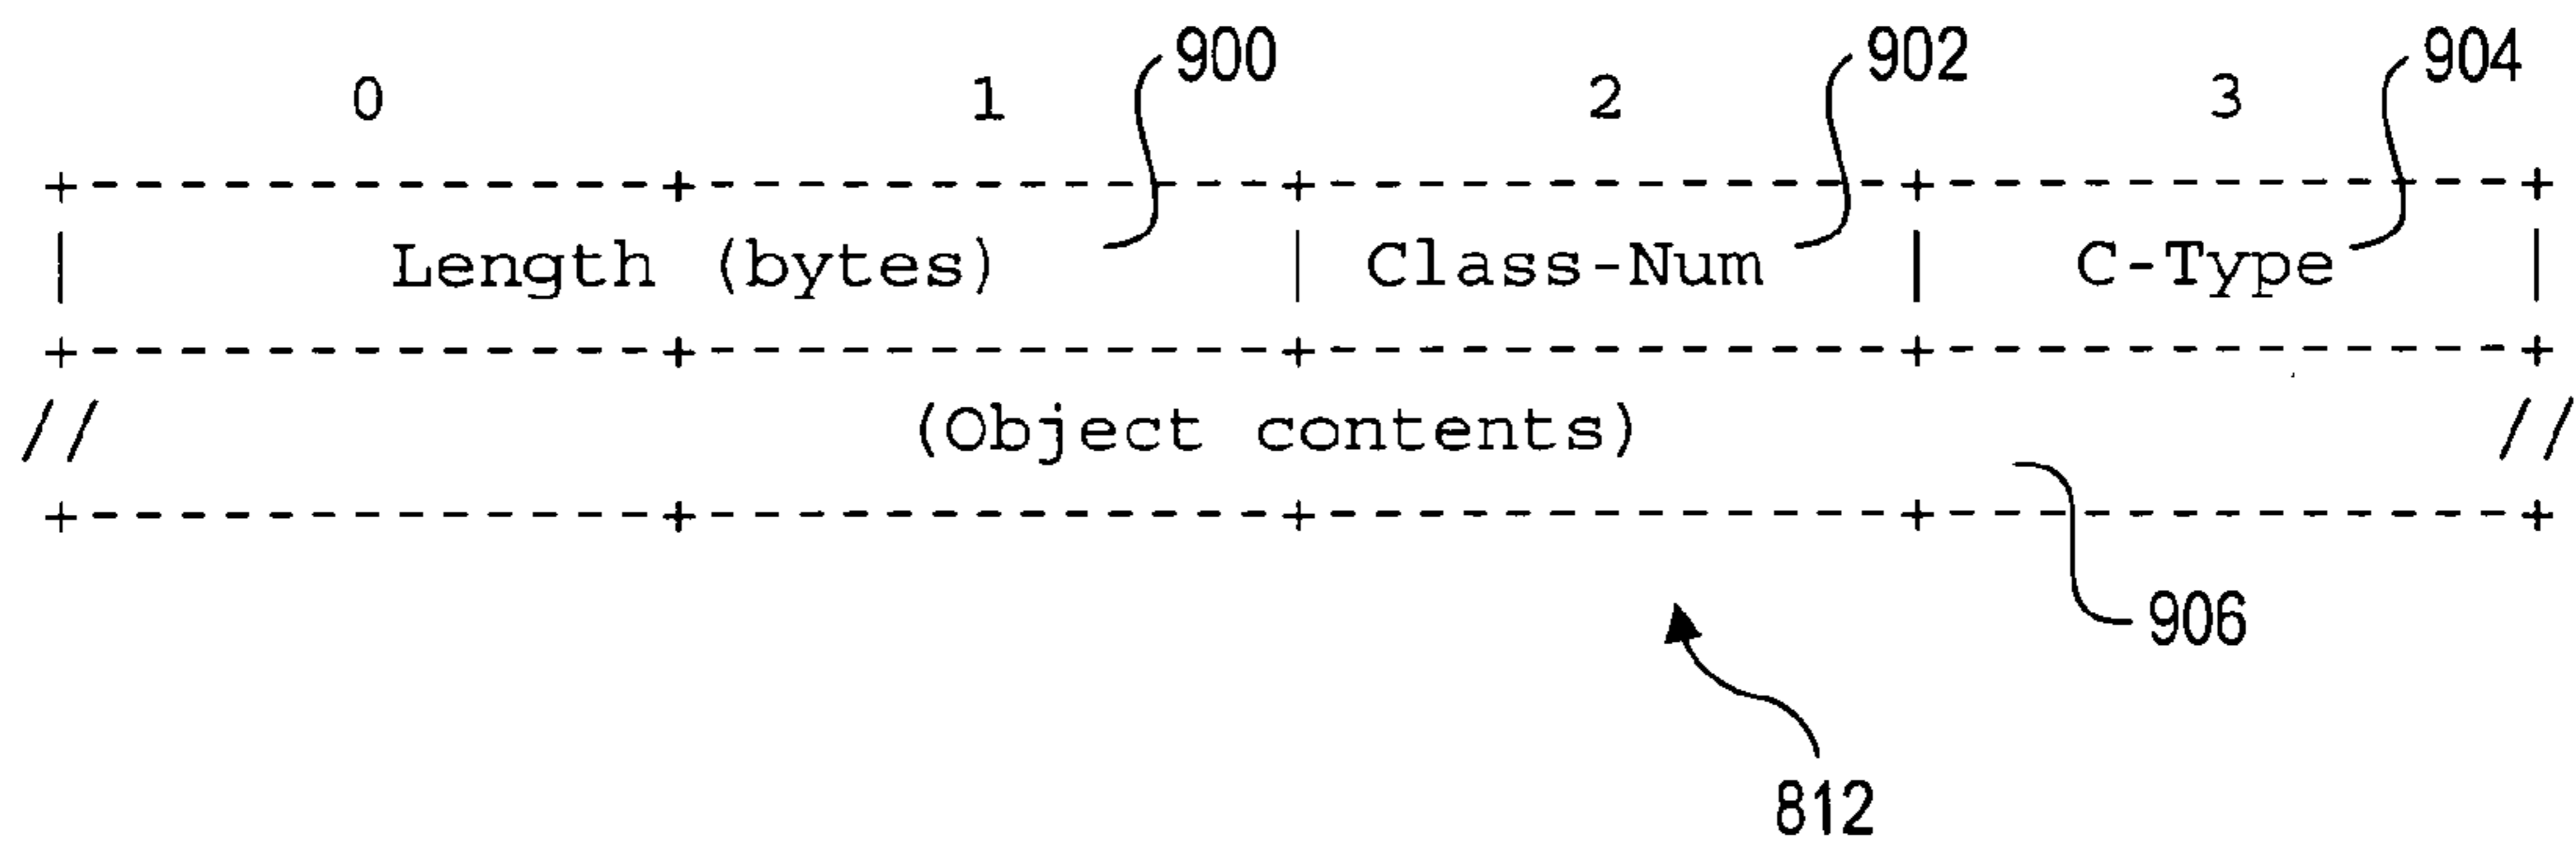 900 902 904
0 1 2 3
+-------------+-------------+-------------+-------------+
| Length (bytes) | Class-Num | C-Type |
+-------------+-------------+-------------+-------------+
// (Object contents) //
+-------------+-------------+-------------+-------------+
906
812